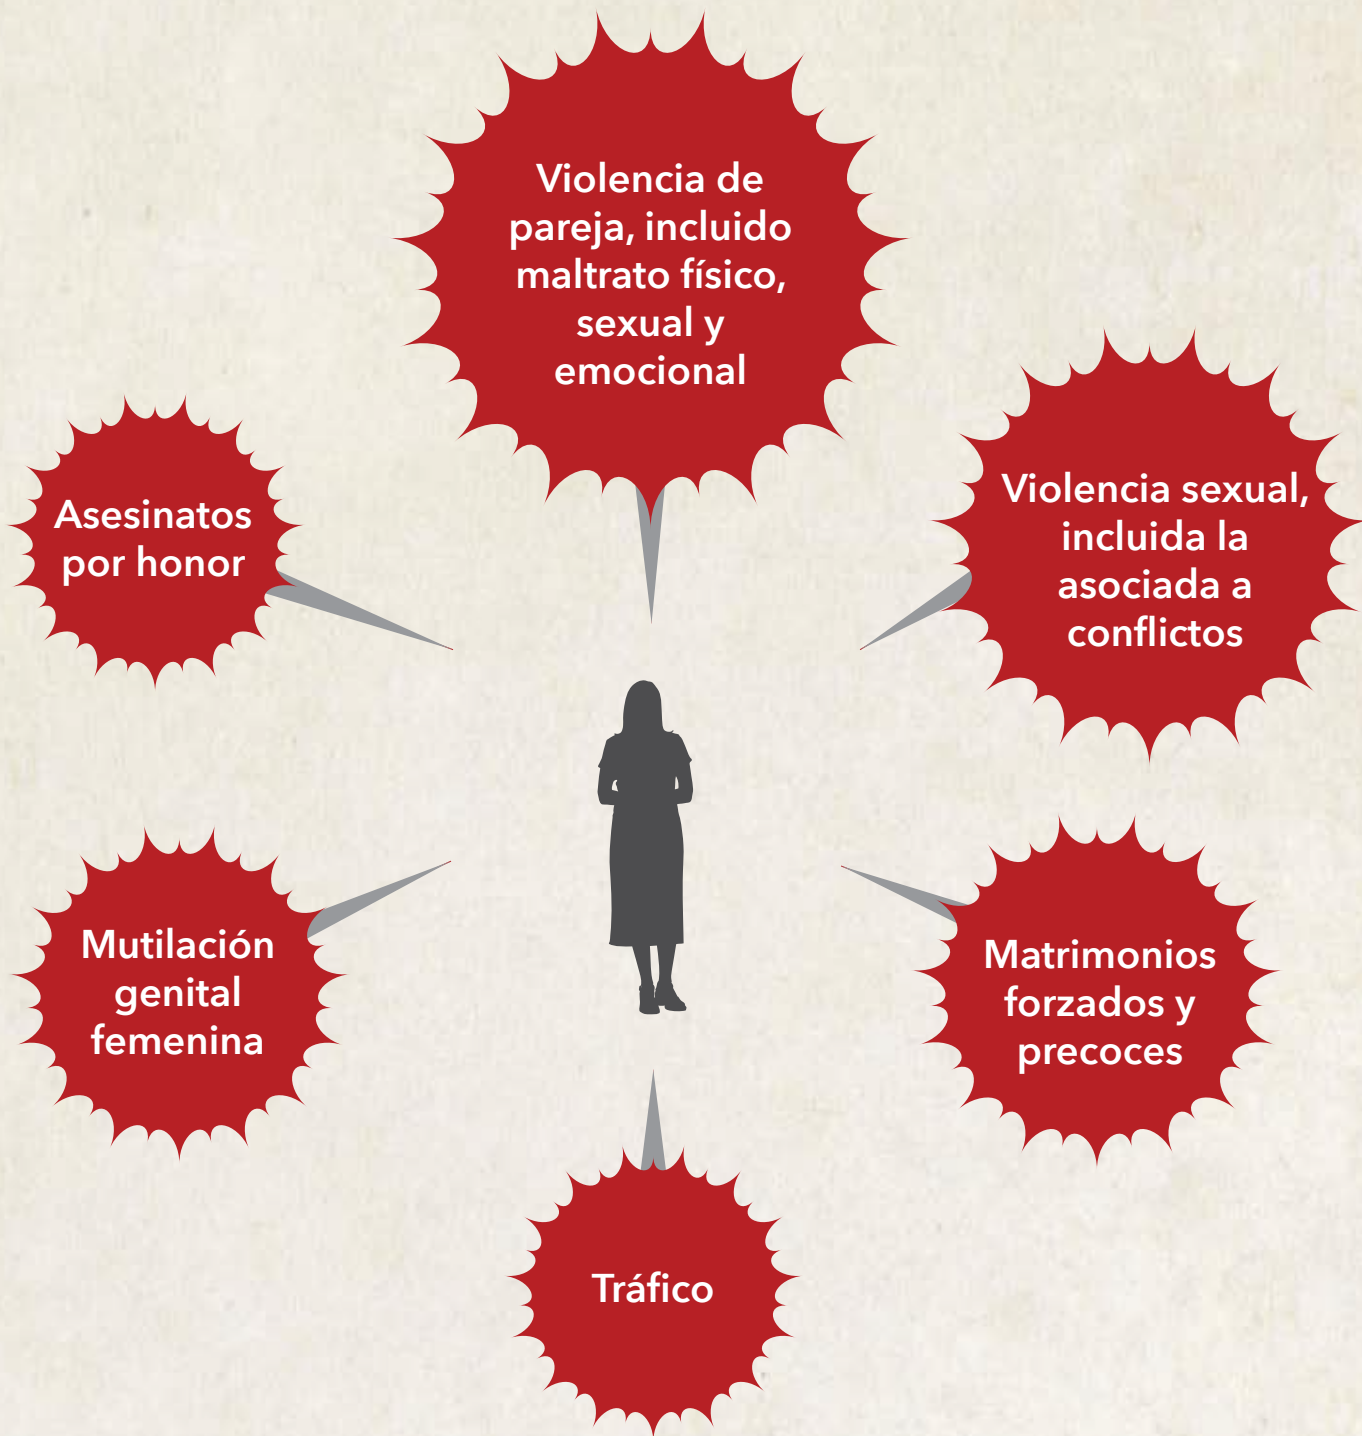 Violencia de
pareja, incluido
maltrato físico,
sexual y
emocional
Asesinatos
por honor
Violencia sexual,
incluida la
asociada a
conflictos
Mutilación
genital
femenina
Matrimonios
forzados y
precoces
Tráfico